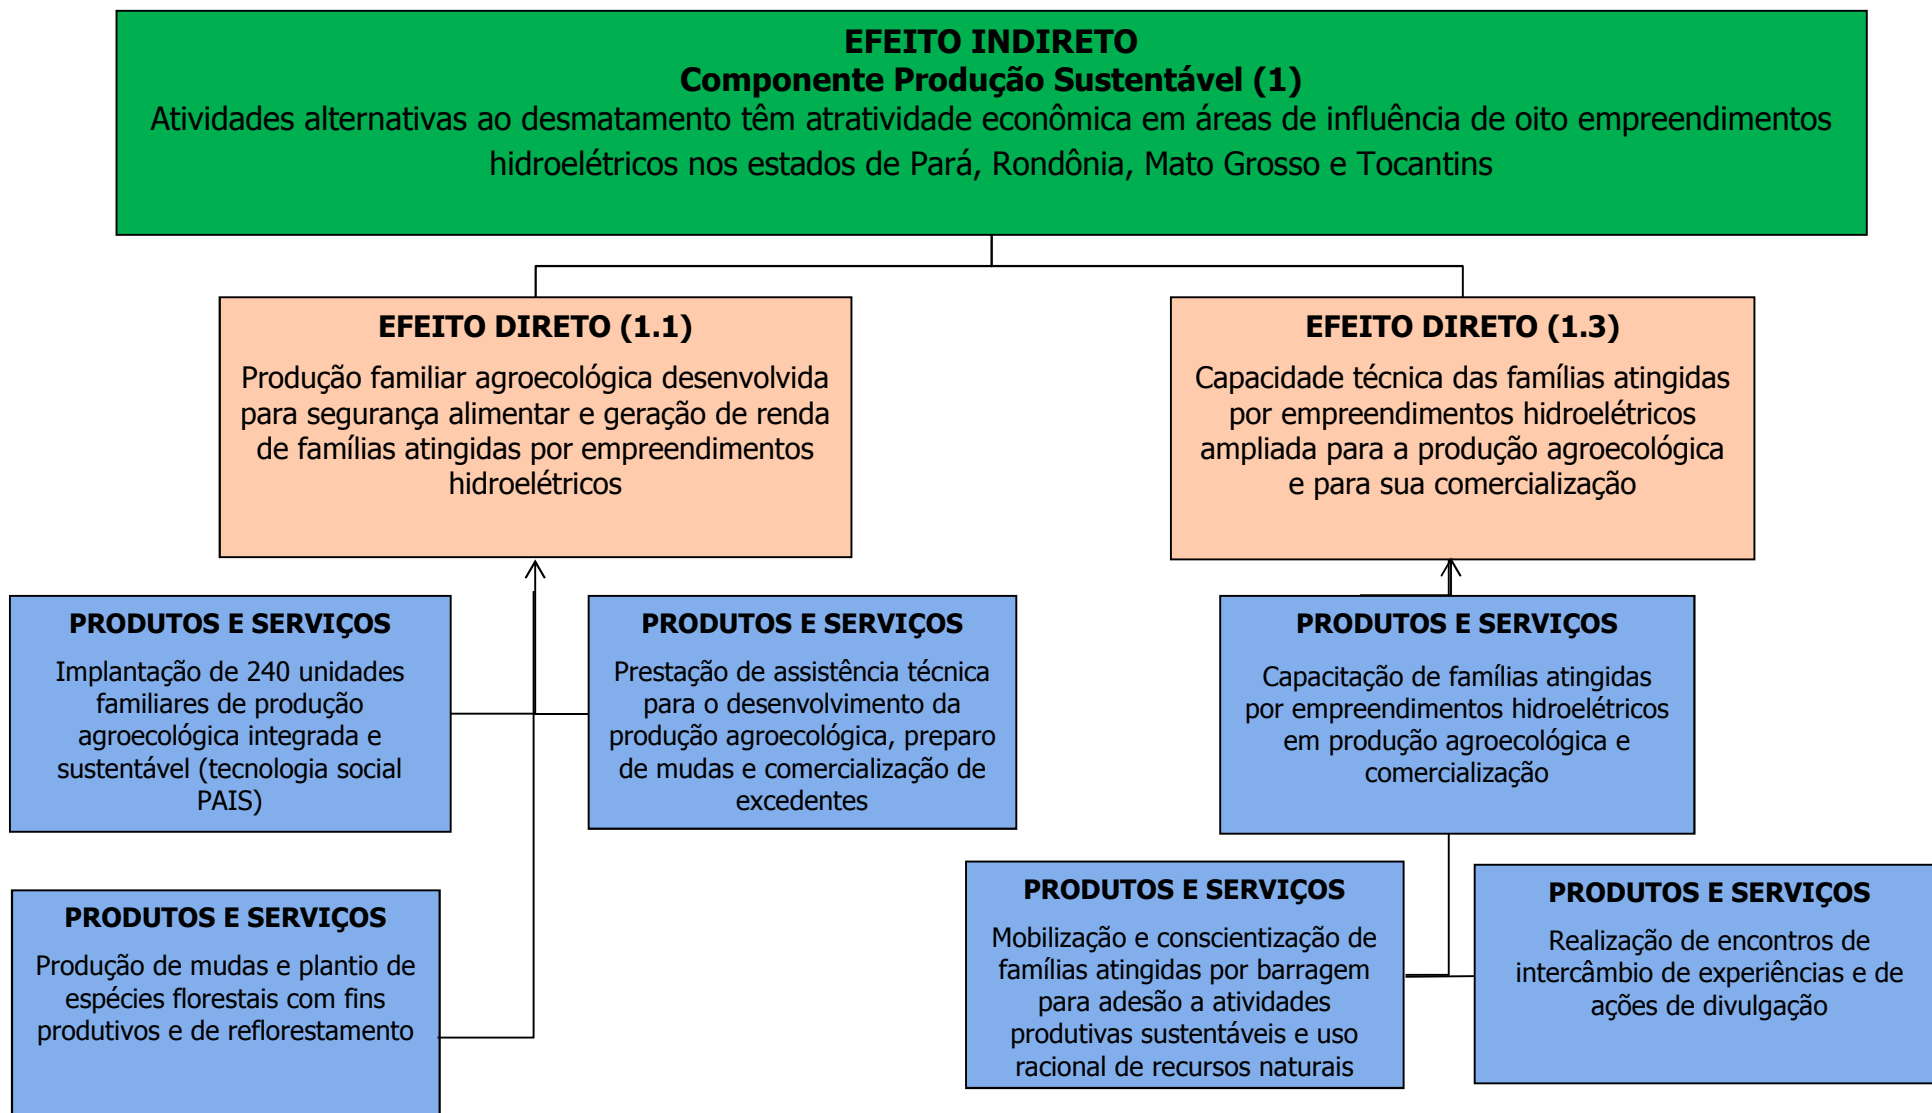 EFEITO INDIRETO
Componente Produção Sustentável (1)
Atividades alternativas ao desmatamento têm atratividade econômica em áreas de influência de oito empreendimentos
hidroelétricos nos estados de Pará, Rondônia, Mato Grosso e Tocantins
EFEITO DIRETO (1.1)
Produção familiar agroecológica desenvolvida
para segurança alimentar e geração de renda
de famílias atingidas por empreendimentos
hidroelétricos
EFEITO DIRETO (1.3)
Capacidade técnica das famílias atingidas
por empreendimentos hidroelétricos
ampliada para a produção agroecológica
e para sua comercialização
PRODUTOS E SERVIÇOS
Implantação de 240 unidades
familiares de produção
agroecológica integrada e
sustentável (tecnologia social
PAIS)
PRODUTOS E SERVIÇOS
Prestação de assistência técnica
para o desenvolvimento da
produção agroecológica, preparo
de mudas e comercialização de
excedentes
PRODUTOS E SERVIÇOS
Capacitação de famílias atingidas
por empreendimentos hidroelétricos
em produção agroecológica e
comercialização
PRODUTOS E SERVIÇOS
Produção de mudas e plantio de
espécies florestais com fins
produtivos e de reflorestamento
PRODUTOS E SERVIÇOS
Mobilização e conscientização de
famílias atingidas por barragem
para adesão a atividades
produtivas sustentáveis e uso
racional de recursos naturais
PRODUTOS E SERVIÇOS
Realização de encontros de
intercâmbio de experiências e de
ações de divulgação